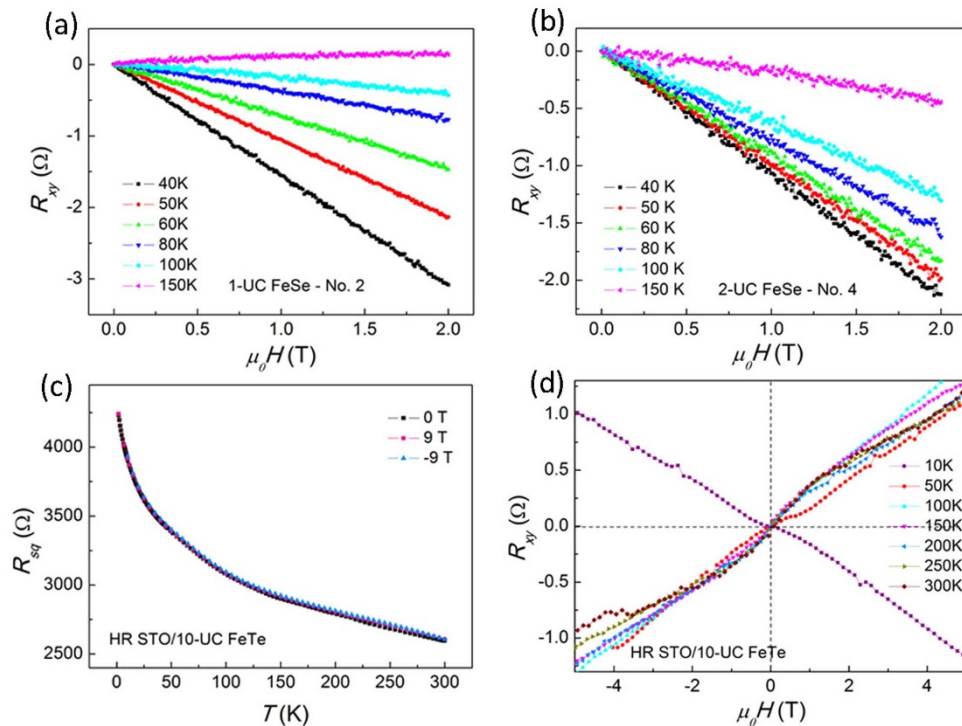 (a)
0
-1
-2
-3
R_xy (Ω)
40K
50K
60K
80K
100K
150K
1-UC FeSe - No. 2
0.0 0.5 1.0 1.5 2.0
μ₀H (T)
(b)
0.0
-0.5
-1.0
-1.5
-2.0
R_xy (Ω)
40 K
50 K
60 K
80 K
100 K
150 K
2-UC FeSe - No. 4
0.0 0.5 1.0 1.5 2.0
μ₀H (T)
(c)
4000
3500
3000
2500
R_sq (Ω)
0 T
9 T
-9 T
HR STO/10-UC FeTe
0 50 100 150 200 250 300
T (K)
(d)
1.0
0.5
0.0
-0.5
-1.0
R_xy (Ω)
10K
50K
100K
150K
200K
250K
300K
HR STO/10-UC FeTe
-4 -2 0 2 4
μ₀H (T)